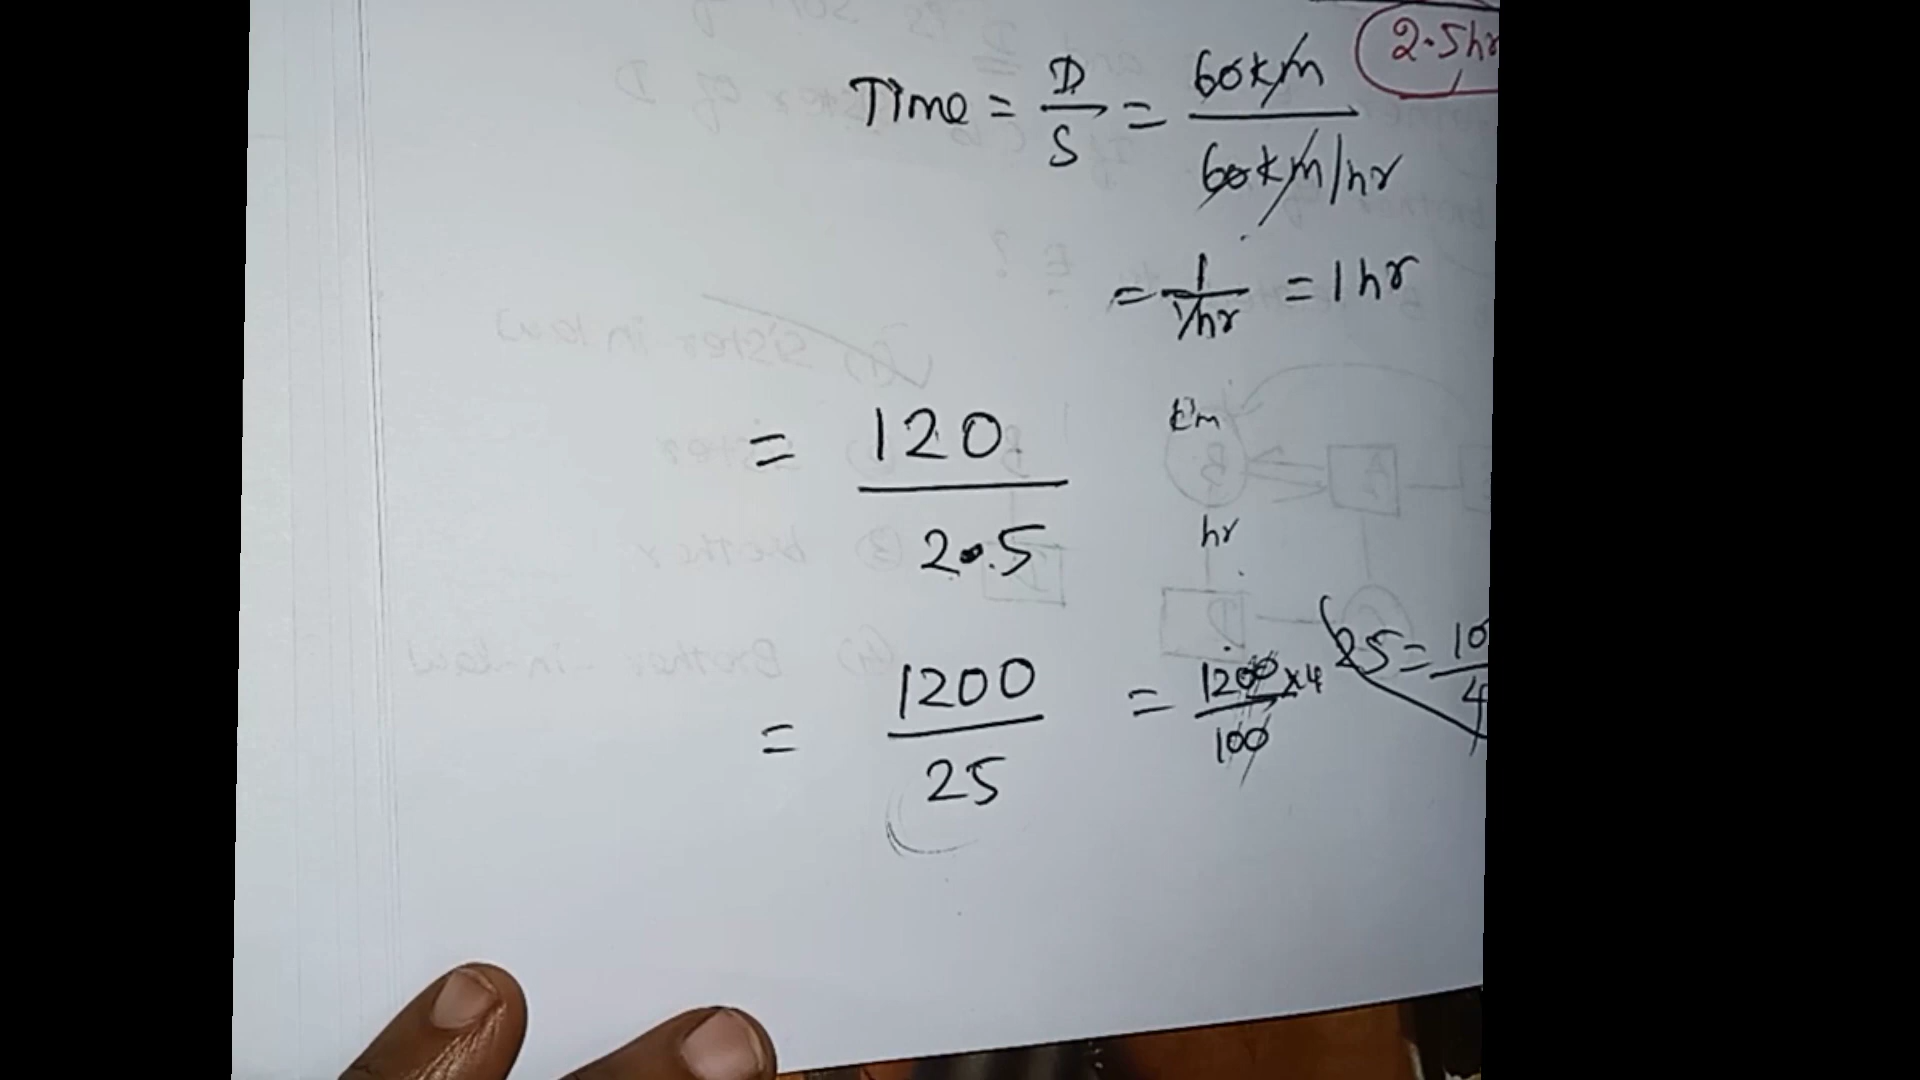 2.5hr
Time = D/S = 60km/60km/hr
= 1/1/hr = 1hr
= 120/2.5 km/hr
= 1200/25 = 1200x4/100 25 = 10/4